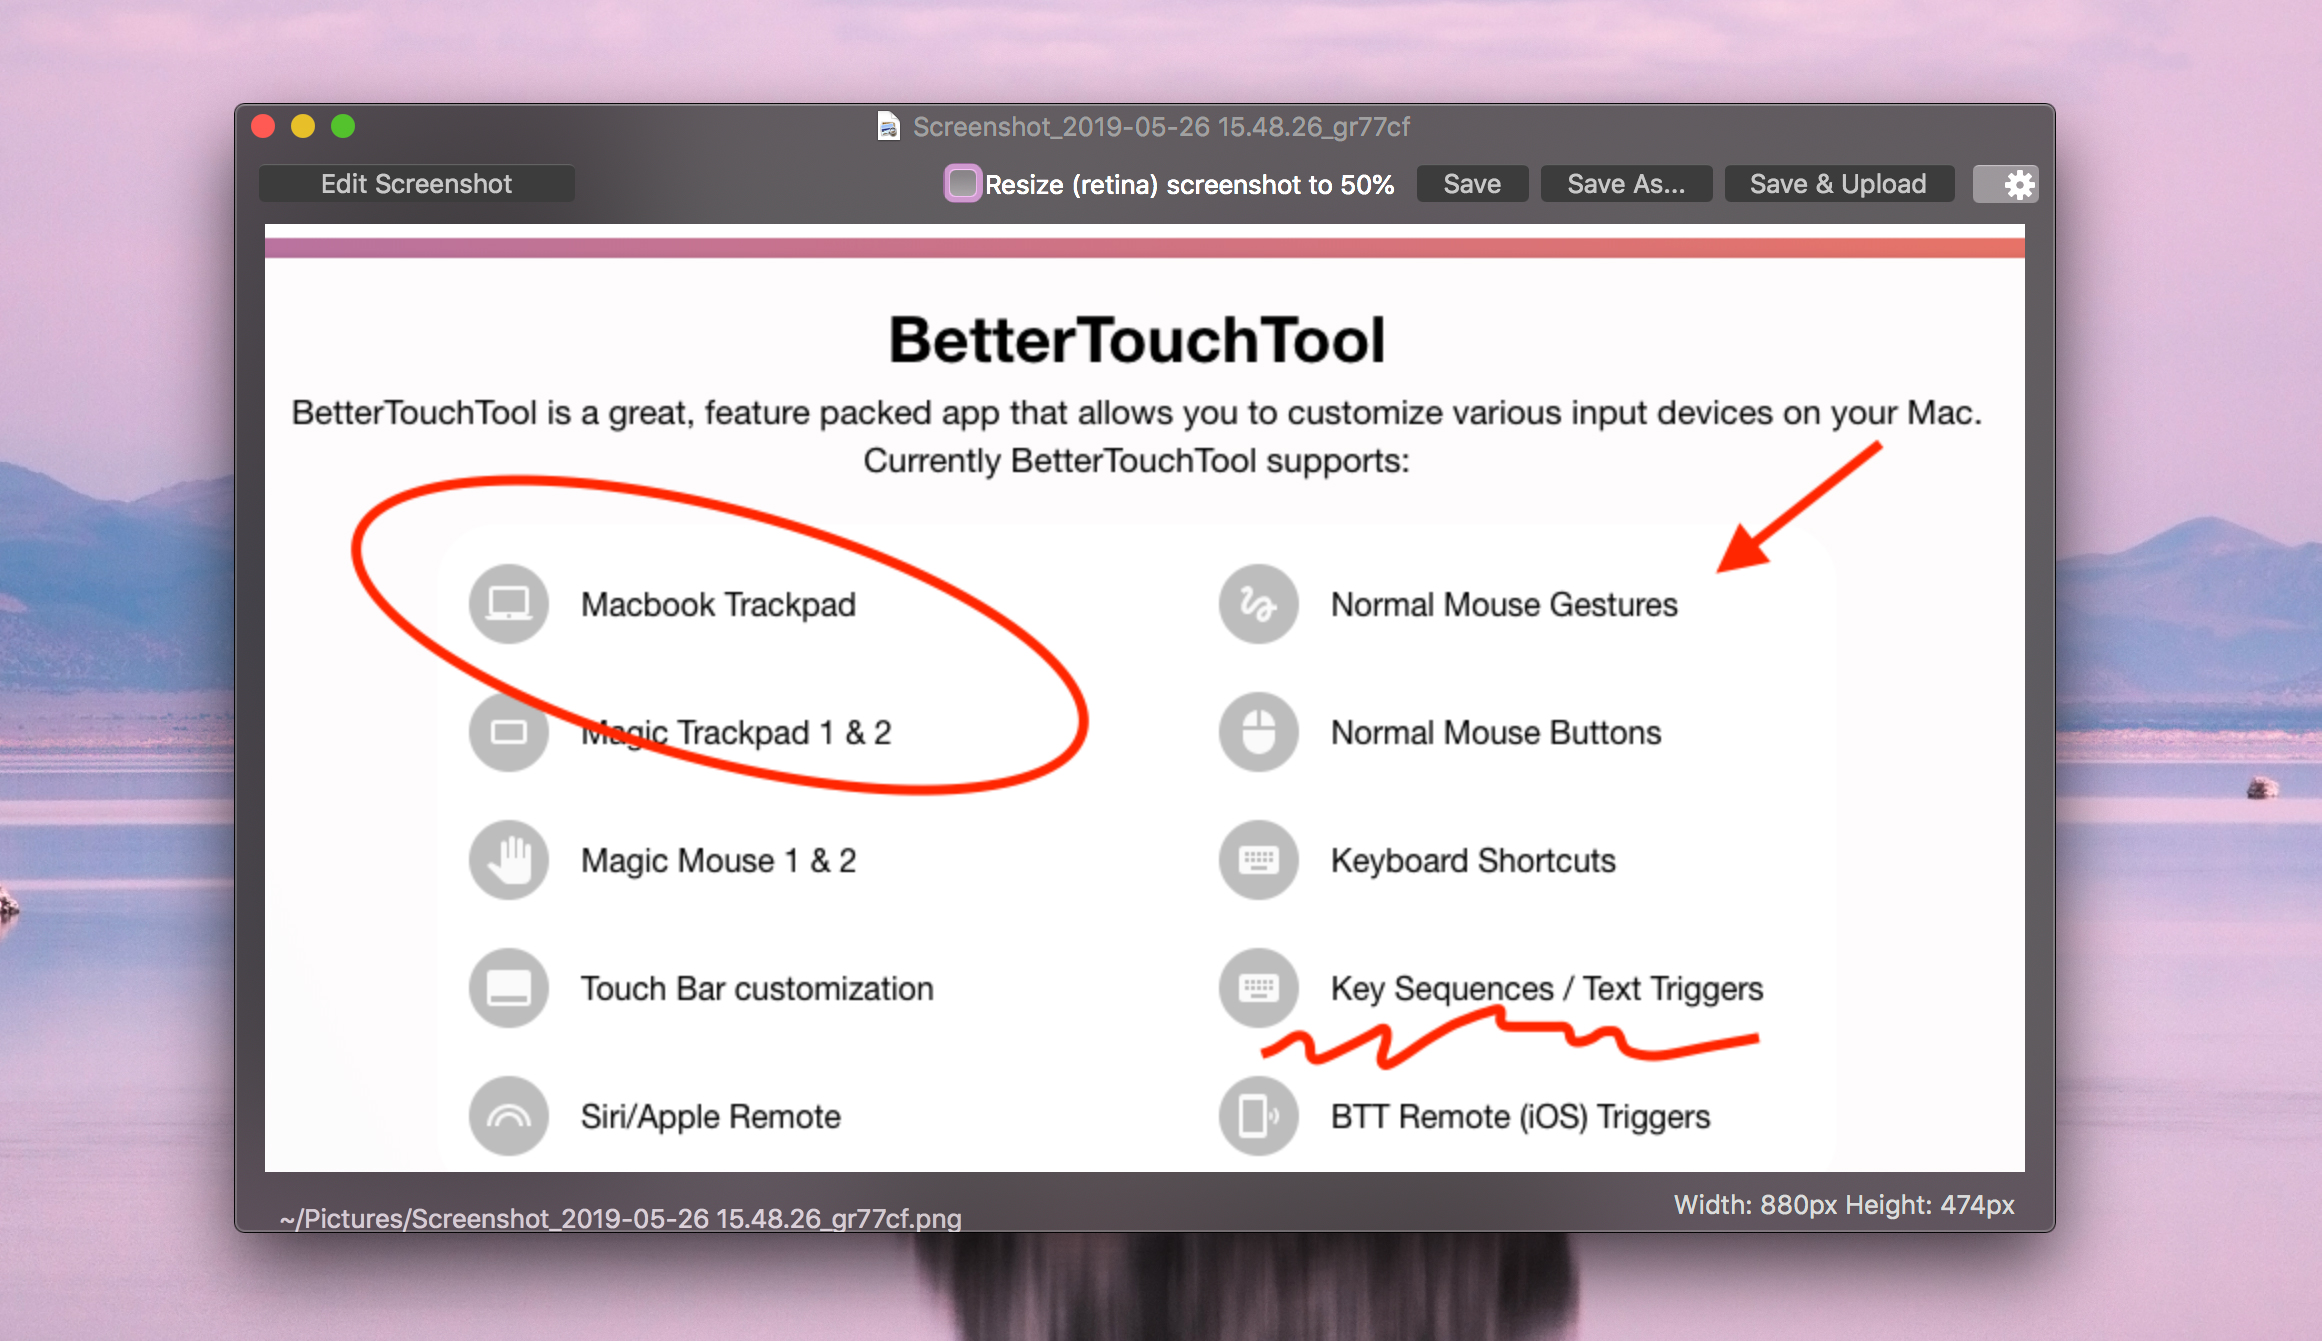 Screenshot_2019-05-26 15.48.26_gr77cf
Edit Screenshot
Resize (retina) screenshot to 50%
Save
Save As...
Save & Upload
BetterTouchTool
BetterTouchTool is a great, feature packed app that allows you to customize various input devices on your Mac.
Currently BetterTouchTool supports:
Macbook Trackpad
Normal Mouse Gestures
Magic Trackpad 1 & 2
Normal Mouse Buttons
Magic Mouse 1 & 2
Keyboard Shortcuts
Touch Bar customization
Key Sequences / Text Triggers
Siri/Apple Remote
BTT Remote (iOS) Triggers
~/Pictures/Screenshot_2019-05-26 15.48.26_gr77cf.png
Width: 880px Height: 474px